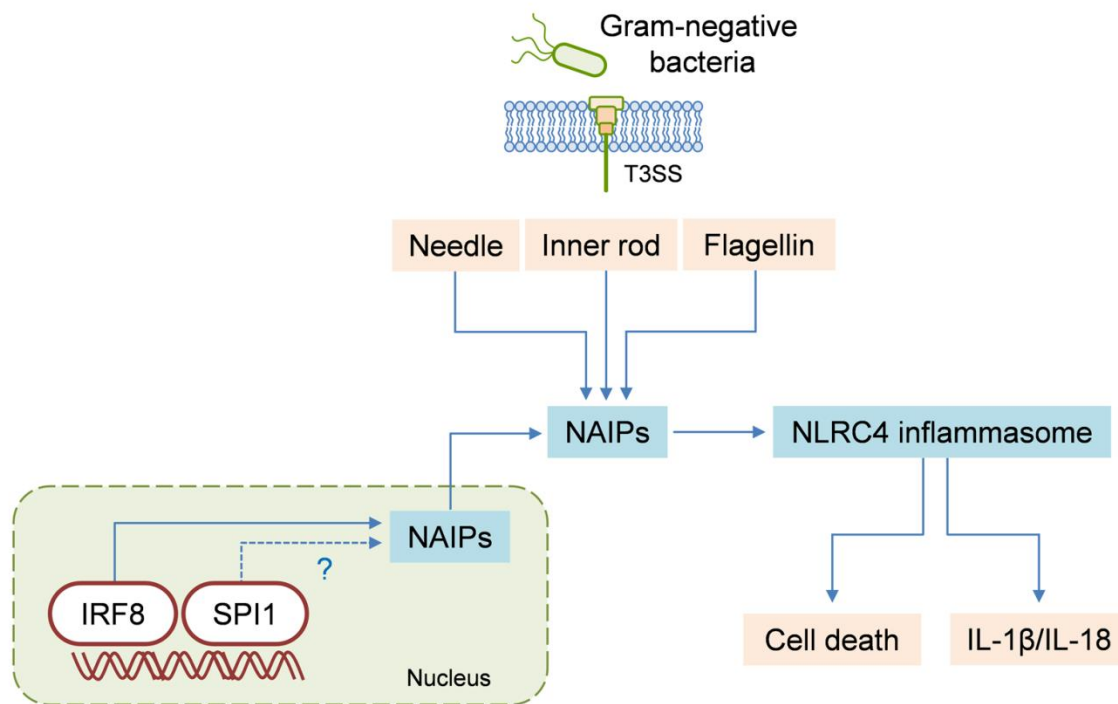 Gram-negative
bacteria
T3SS
Needle
Inner rod
Flagellin
NAIPs
NLRC4 inflammasome
NAIPs
?
IRF8
SPI1
Cell death
IL-1β/IL-18
Nucleus